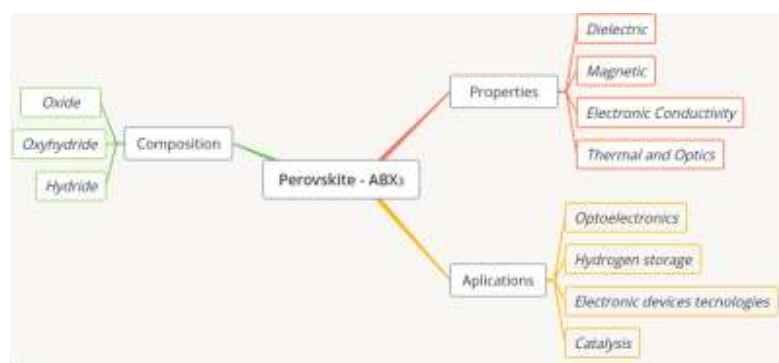 Perovskite - ABX₃
Composition
Oxide
Oxyhydride
Hydride
Properties
Dielectric
Magnetic
Electronic Conductivity
Thermal and Optics
Aplications
Optoelectronics
Hydrogen storage
Electronic devices tecnologies
Catalysis